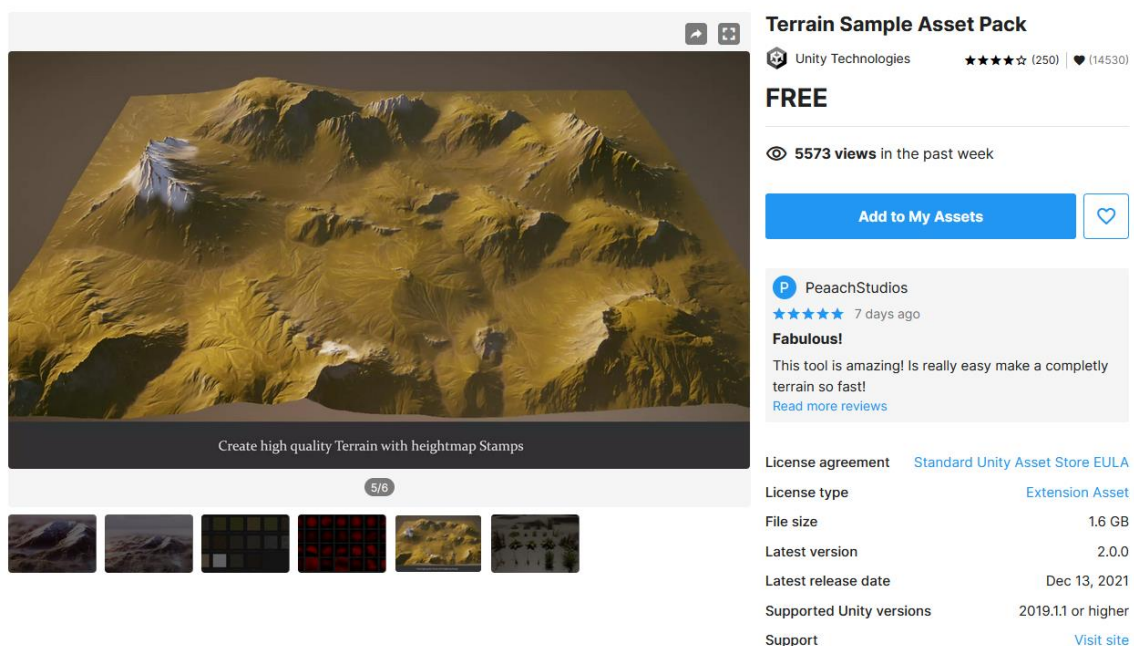 Terrain Sample Asset Pack
Unity Technologies
(250)
(14530)
FREE
5573 views in the past week
Add to My Assets
P
PeaachStudios
7 days ago
Fabulous!
This tool is amazing! Is really easy make a completly
terrain so fast!
Read more reviews
Create high quality Terrain with heightmap Stamps
5/6
License agreement Standard Unity Asset Store EULA
License type Extension Asset
File size 1.6 GB
Latest version 2.0.0
Latest release date Dec 13, 2021
Supported Unity versions 2019.1.1 or higher
Support Visit site